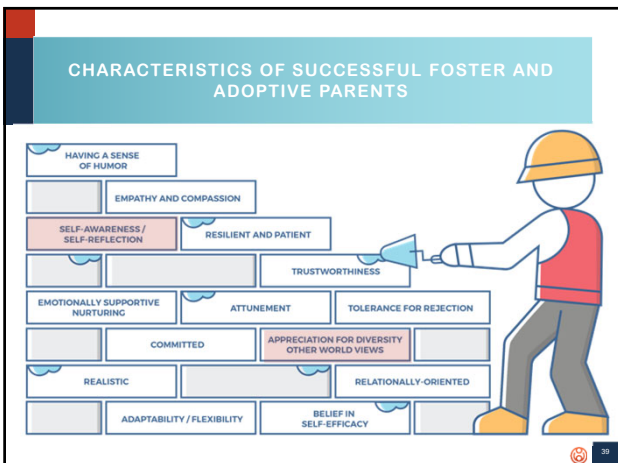 CHARACTERISTICS OF SUCCESSFUL FOSTER AND
ADOPTIVE PARENTS
HAVING A SENSE
OF HUMOR
EMPATHY AND COMPASSION
SELF-AWARENESS /
SELF-REFLECTION
RESILIENT AND PATIENT
TRUSTWORTHINESS
EMOTIONALLY SUPPORTIVE
NURTURING
ATTUNEMENT
TOLERANCE FOR REJECTION
COMMITTED
APPRECIATION FOR DIVERSITY
OTHER WORLD VIEWS
REALISTIC
RELATIONALLY-ORIENTED
ADAPTABILITY / FLEXIBILITY
BELIEF IN
SELF-EFFICACY
39